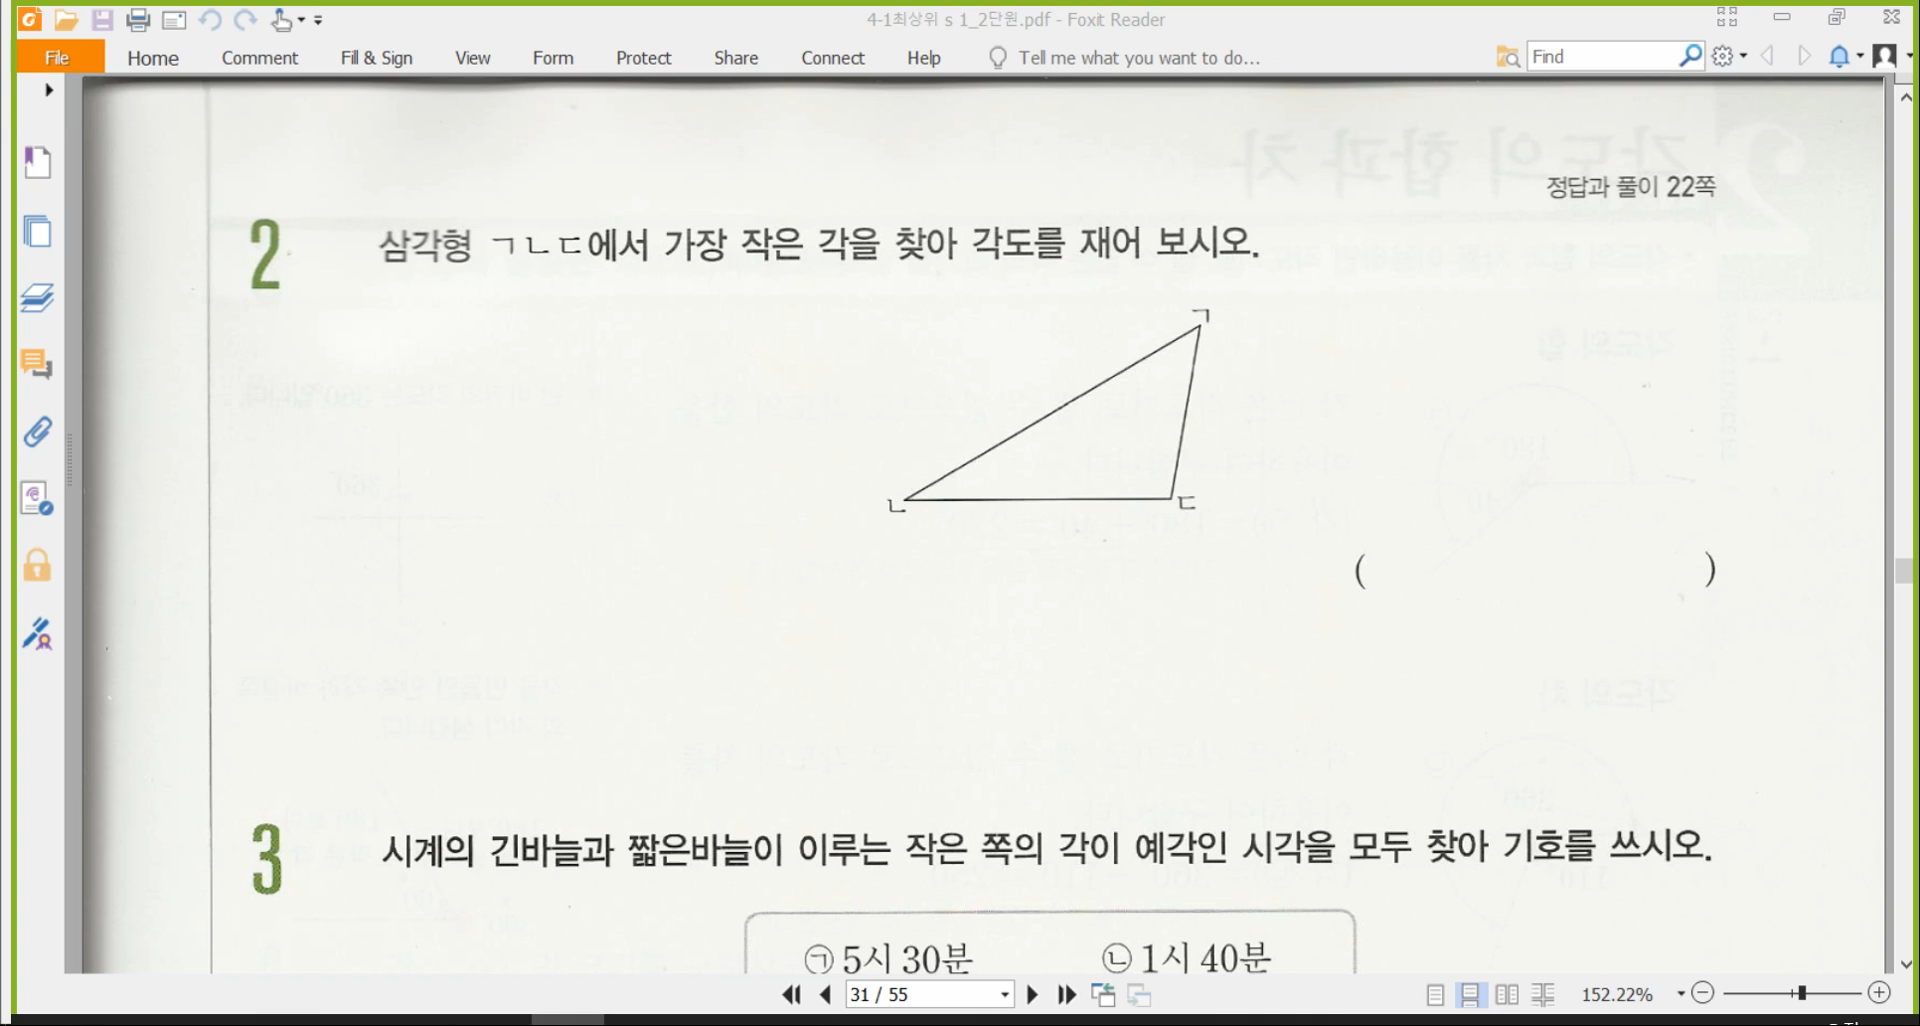 4-1최상위 s 1_2단원.pdf - Foxit Reader
File Home Comment Fill & Sign View Form Protect Share Connect Help Tell me what you want to do... Find
정답과 풀이 22쪽
2 삼각형 ㄱㄴㄷ에서 가장 작은 각을 찾아 각도를 재어 보시오.
ㄱ
ㄴ ㄷ
( )
3 시계의 긴바늘과 짧은바늘이 이루는 작은 쪽의 각이 예각인 시각을 모두 찾아 기호를 쓰시오.
㉠ 5시 30분 ㉡ 1시 40분
31 / 55 152.22%